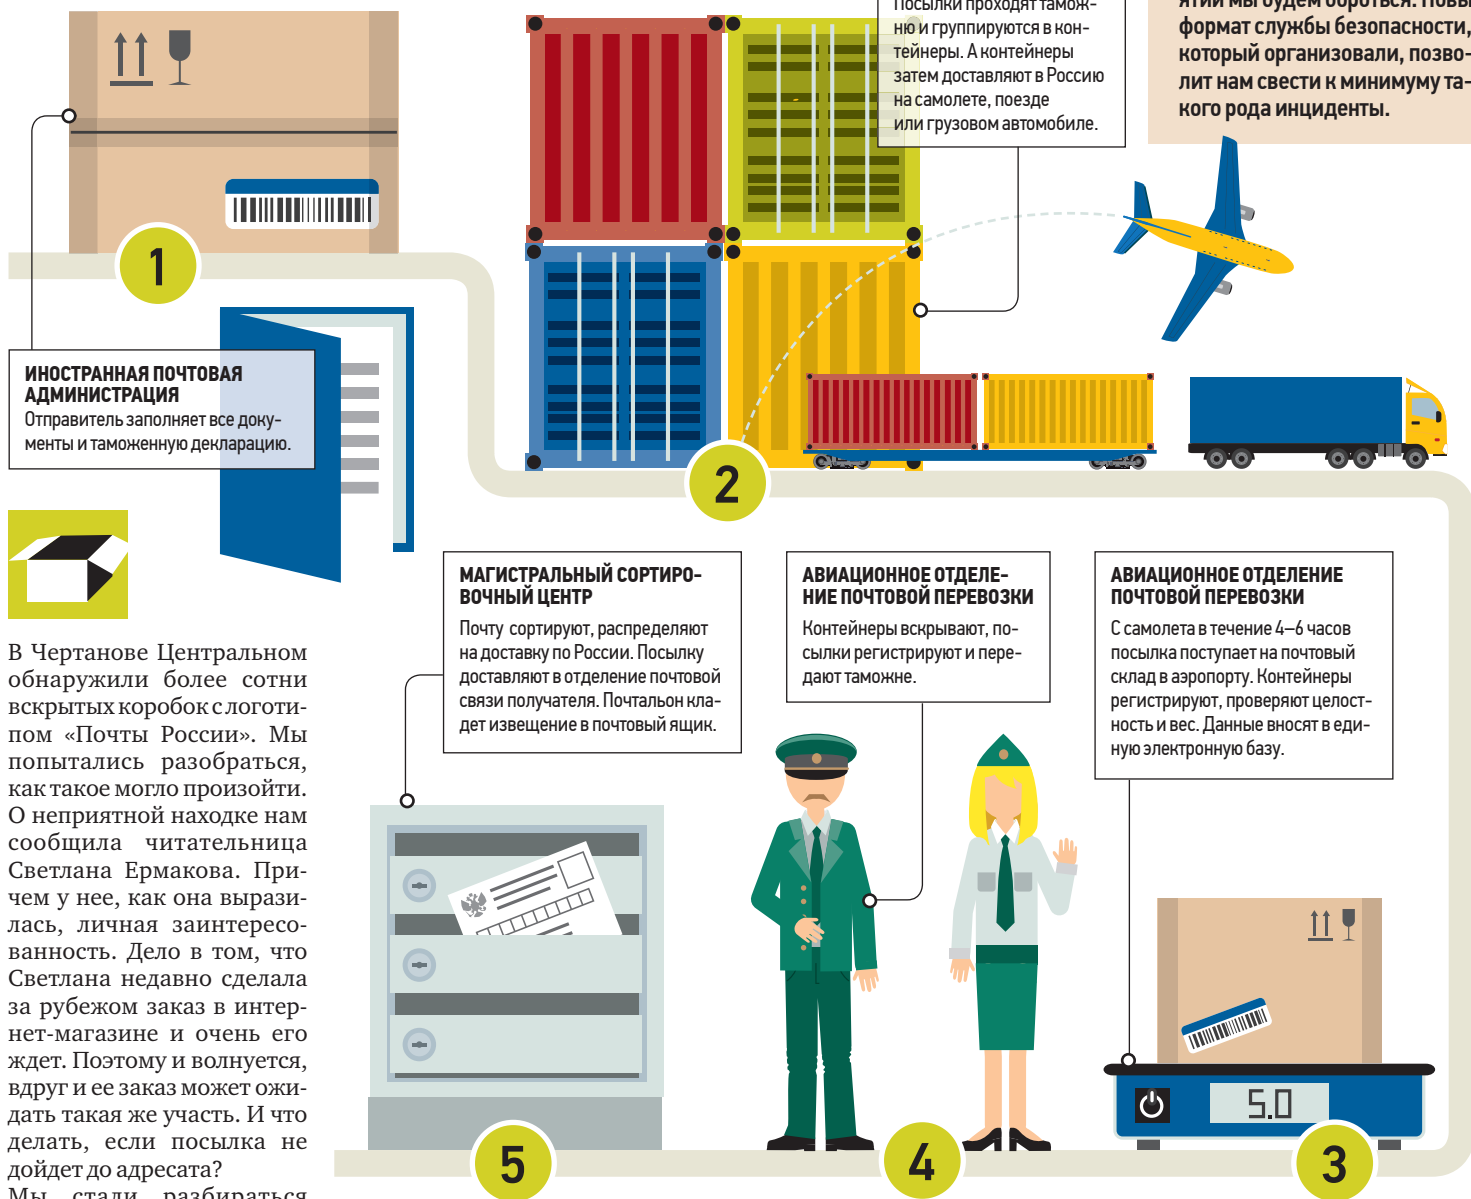 Посылки проходят тамож-
ню и группируются в кон-
тейнеры. А контейнеры
затем доставляют в Россию
на самолете, поезде
или грузовом автомобиле.
ятий мы будем бороться. Новы
формат службы безопасности,
который организовали, позво-
лит нам свести к минимуму та-
кого рода инциденты.
1
ИНОСТРАННАЯ ПОЧТОВАЯ
АДМИНИСТРАЦИЯ
Отправитель заполняет все доку-
менты и таможенную декларацию.
2
МАГИСТРАЛЬНЫЙ СОРТИРО-
ВОЧНЫЙ ЦЕНТР
Почту сортируют, распределяют
на доставку по России. Посылку
доставляют в отделение почтовой
связи получателя. Почтальон кла-
дет извещение в почтовый ящик.
АВИАЦИОННОЕ ОТДЕЛЕ-
НИЕ ПОЧТОВОЙ ПЕРЕВОЗКИ
Контейнеры вскрывают, по-
сылки регистрируют и пере-
дают таможне.
АВИАЦИОННОЕ ОТДЕЛЕНИЕ
ПОЧТОВОЙ ПЕРЕВОЗКИ
С самолета в течение 4–6 часов
посылка поступает на почтовый
склад в аэропорту. Контейнеры
регистрируют, проверяют целост-
ность и вес. Данные вносят в еди-
ную электронную базу.
В Чертанове Центральном
обнаружили более сотни
вскрытых коробок с логоти-
пом «Почты России». Мы
попытались разобраться,
как такое могло произойти.
О неприятной находке нам
сообщила читательница
Светлана Ермакова. При-
чем у нее, как она вырази-
лась, личная заинтересо-
ванность. Дело в том, что
Светлана недавно сделала
за рубежом заказ в интер-
нет-магазине и очень его
ждет. Поэтому и волнуется,
вдруг и ее заказ может ожи-
дать такая же участь. И что
делать, если посылка не
дойдет до адресата?
Мы стали разбираться
5.0
5
4
3